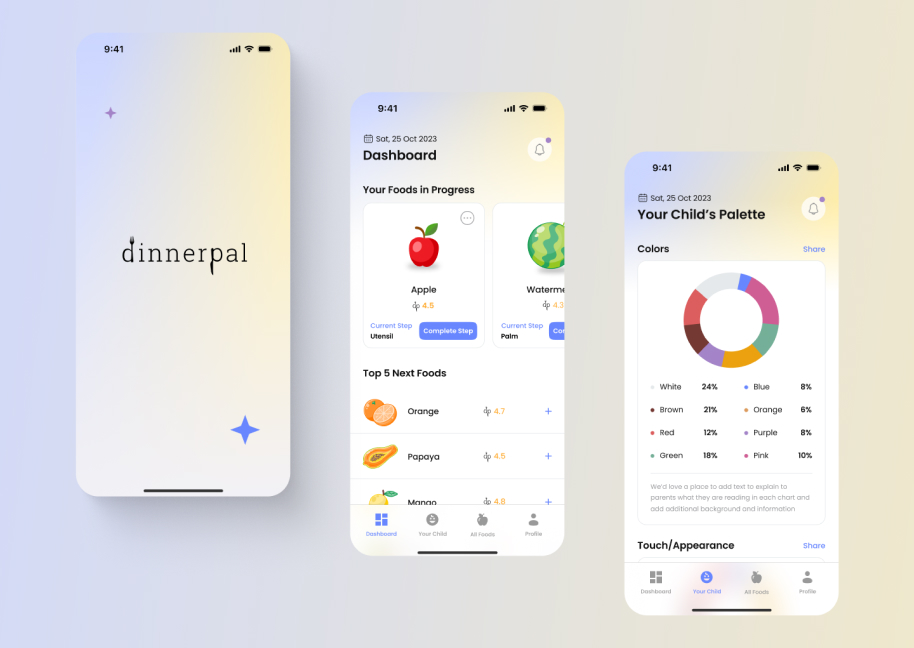 9:41
dinnerpal
9:41
Sat, 25 Oct 2023
Dashboard
Your Foods in Progress
Apple
dp 4.5
Current Step
Utensil
Complete Step
Waterme
dp 4.3
Current Step
Palm
Co
Top 5 Next Foods
Orange dp 4.7 +
Papaya dp 4.5 +
Mango dp 4.8 +
Dashboard Your Child All Foods Profile
9:41
Sat, 25 Oct 2023
Your Child's Palette
Colors Share
White 24% Blue 8%
Brown 21% Orange 6%
Red 12% Purple 8%
Green 18% Pink 10%
We'd love a place to add text to explain to
parents what they are reading in each chart and
add additional background and information
Touch/Appearance Share
Dashboard Your Child All Foods Profile